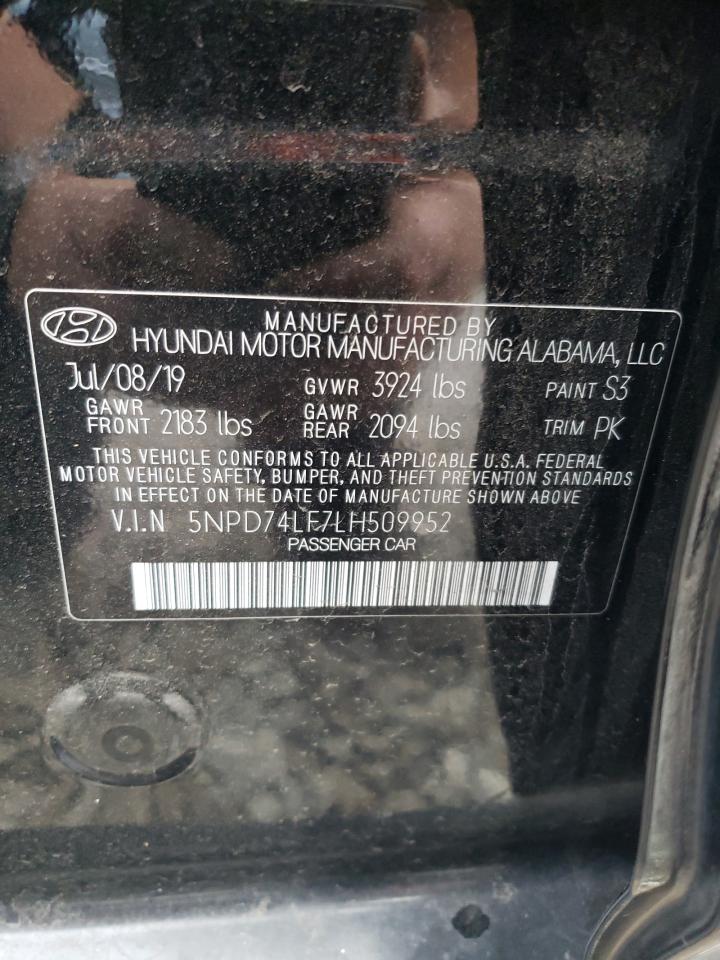 MANUFACTURED BY
HYUNDAI MOTOR MANUFACTURING ALABAMA, LLC
Jul/08/19 GVWR 3924 lbs PAINT S3
GAWR FRONT 2183 lbs GAWR REAR 2094 lbs TRIM PK
THIS VEHICLE CONFORMS TO ALL APPLICABLE U.S.A. FEDERAL
MOTOR VEHICLE SAFETY, BUMPER, AND THEFT PREVENTION STANDARDS
IN EFFECT ON THE DATE OF MANUFACTURE SHOWN ABOVE
V.I.N 5NPD74LF7LH509952
PASSENGER CAR